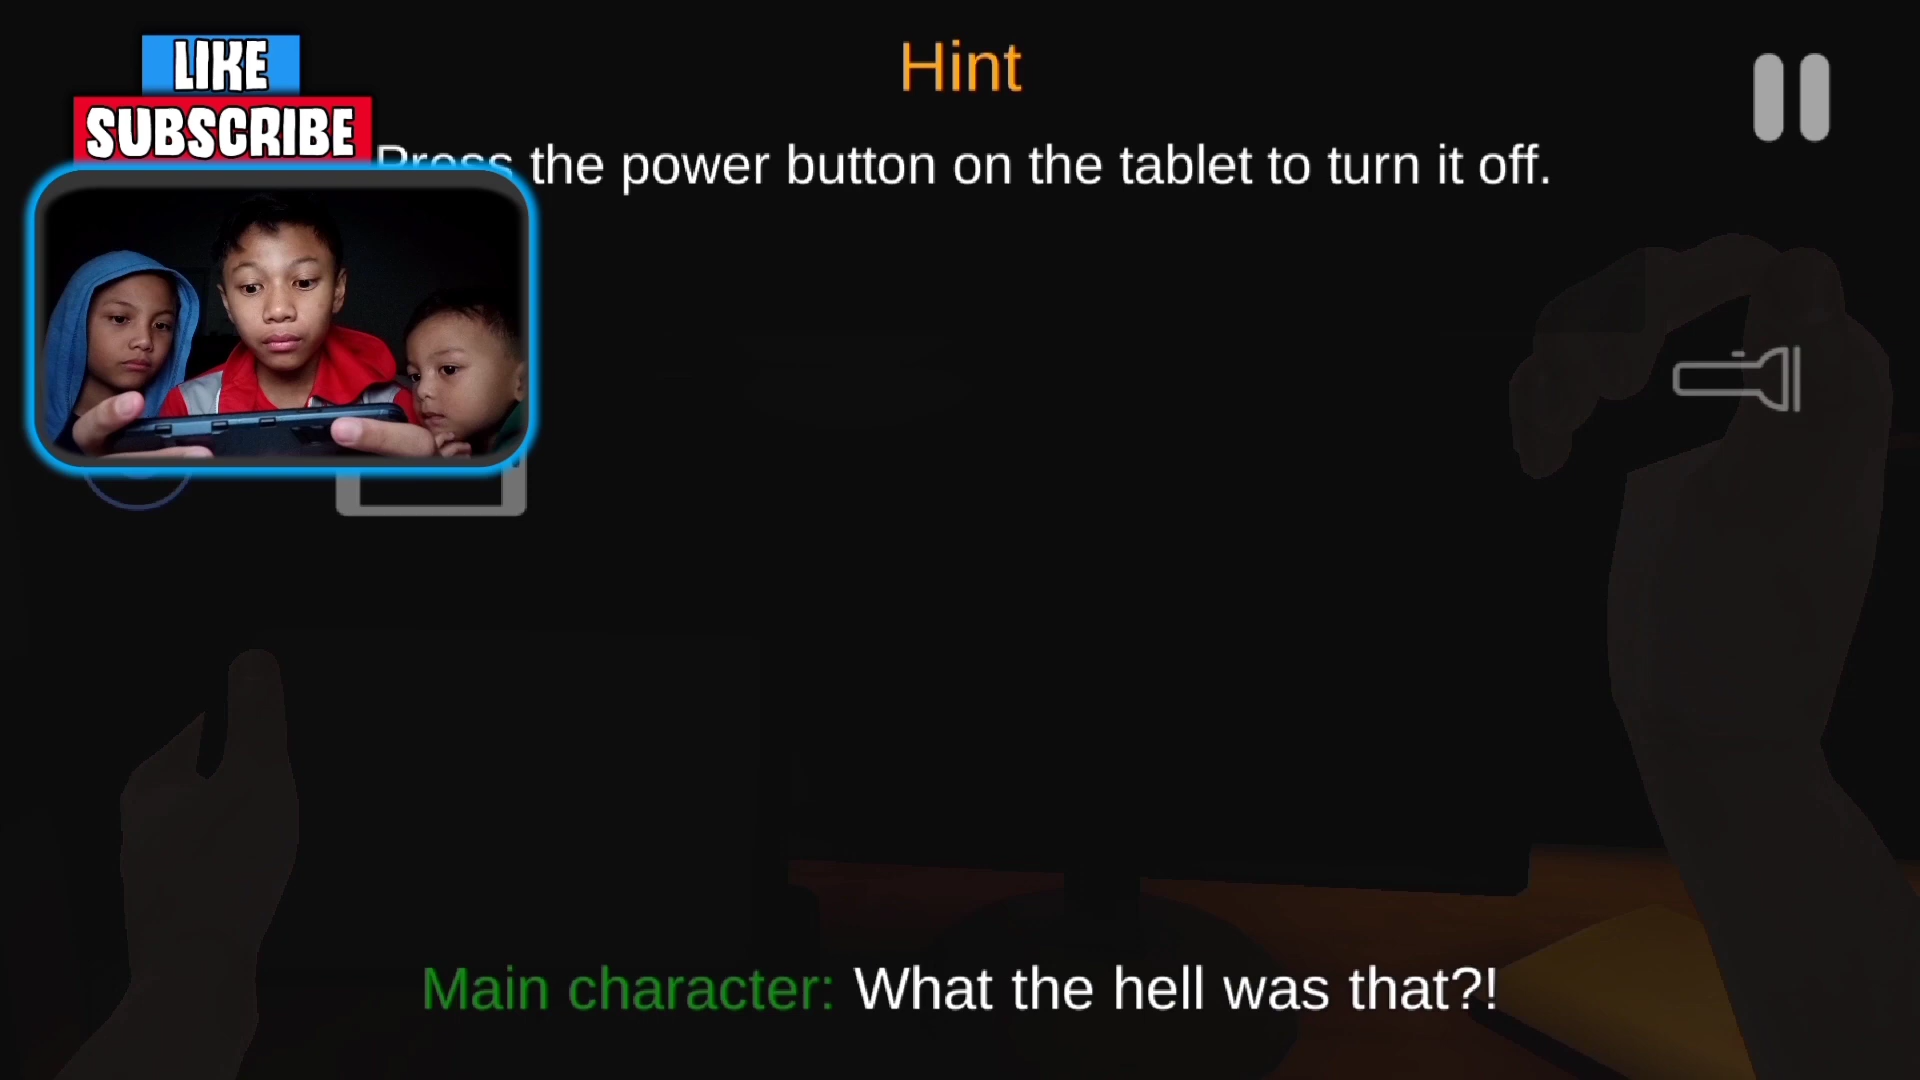 LIKE
SUBSCRIBE
Hint
Press the power button on the tablet to turn it off.
Main character: What the hell was that?!